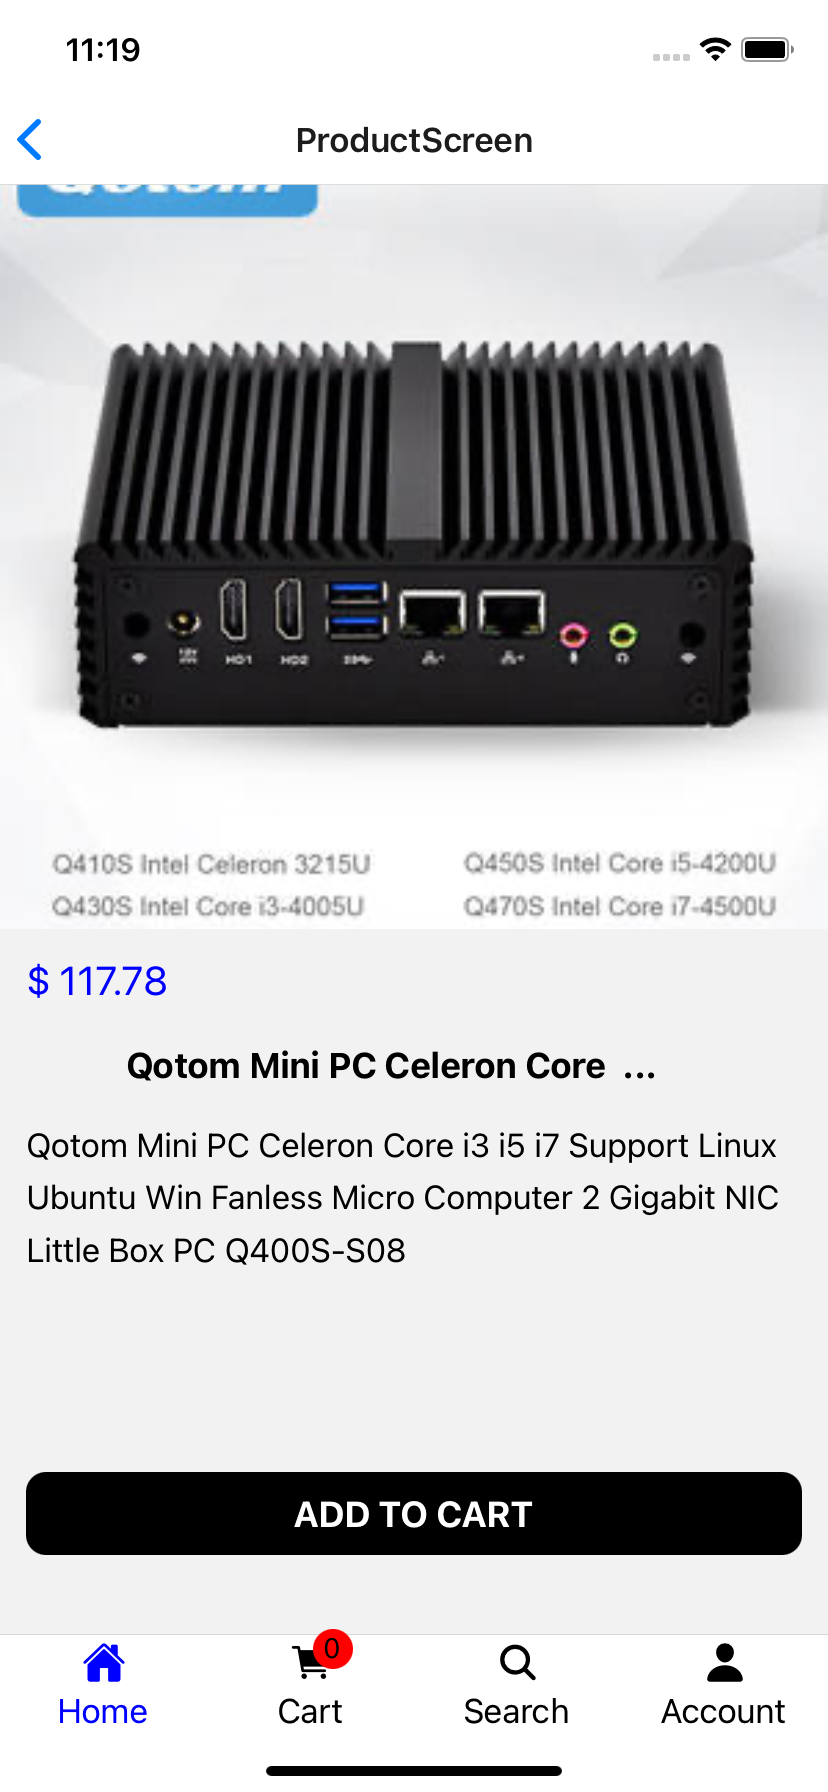 11:19
ProductScreen
Qotom
HD1 HD2
Q410S Intel Celeron 3215U
Q450S Intel Core i5-4200U
Q430S Intel Core i3-4005U
Q470S Intel Core i7-4500U
$ 117.78
Qotom Mini PC Celeron Core ...
Qotom Mini PC Celeron Core i3 i5 i7 Support Linux
Ubuntu Win Fanless Micro Computer 2 Gigabit NIC
Little Box PC Q400S-S08
ADD TO CART
0
Home
Cart
Search
Account